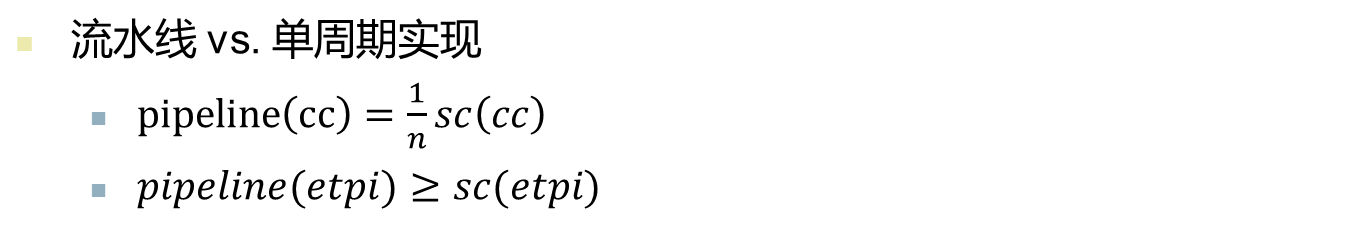 流水线 vs. 单周期实现
pipeline(cc) = 1/n sc(cc)
pipeline(etpi) ≥ sc(etpi)